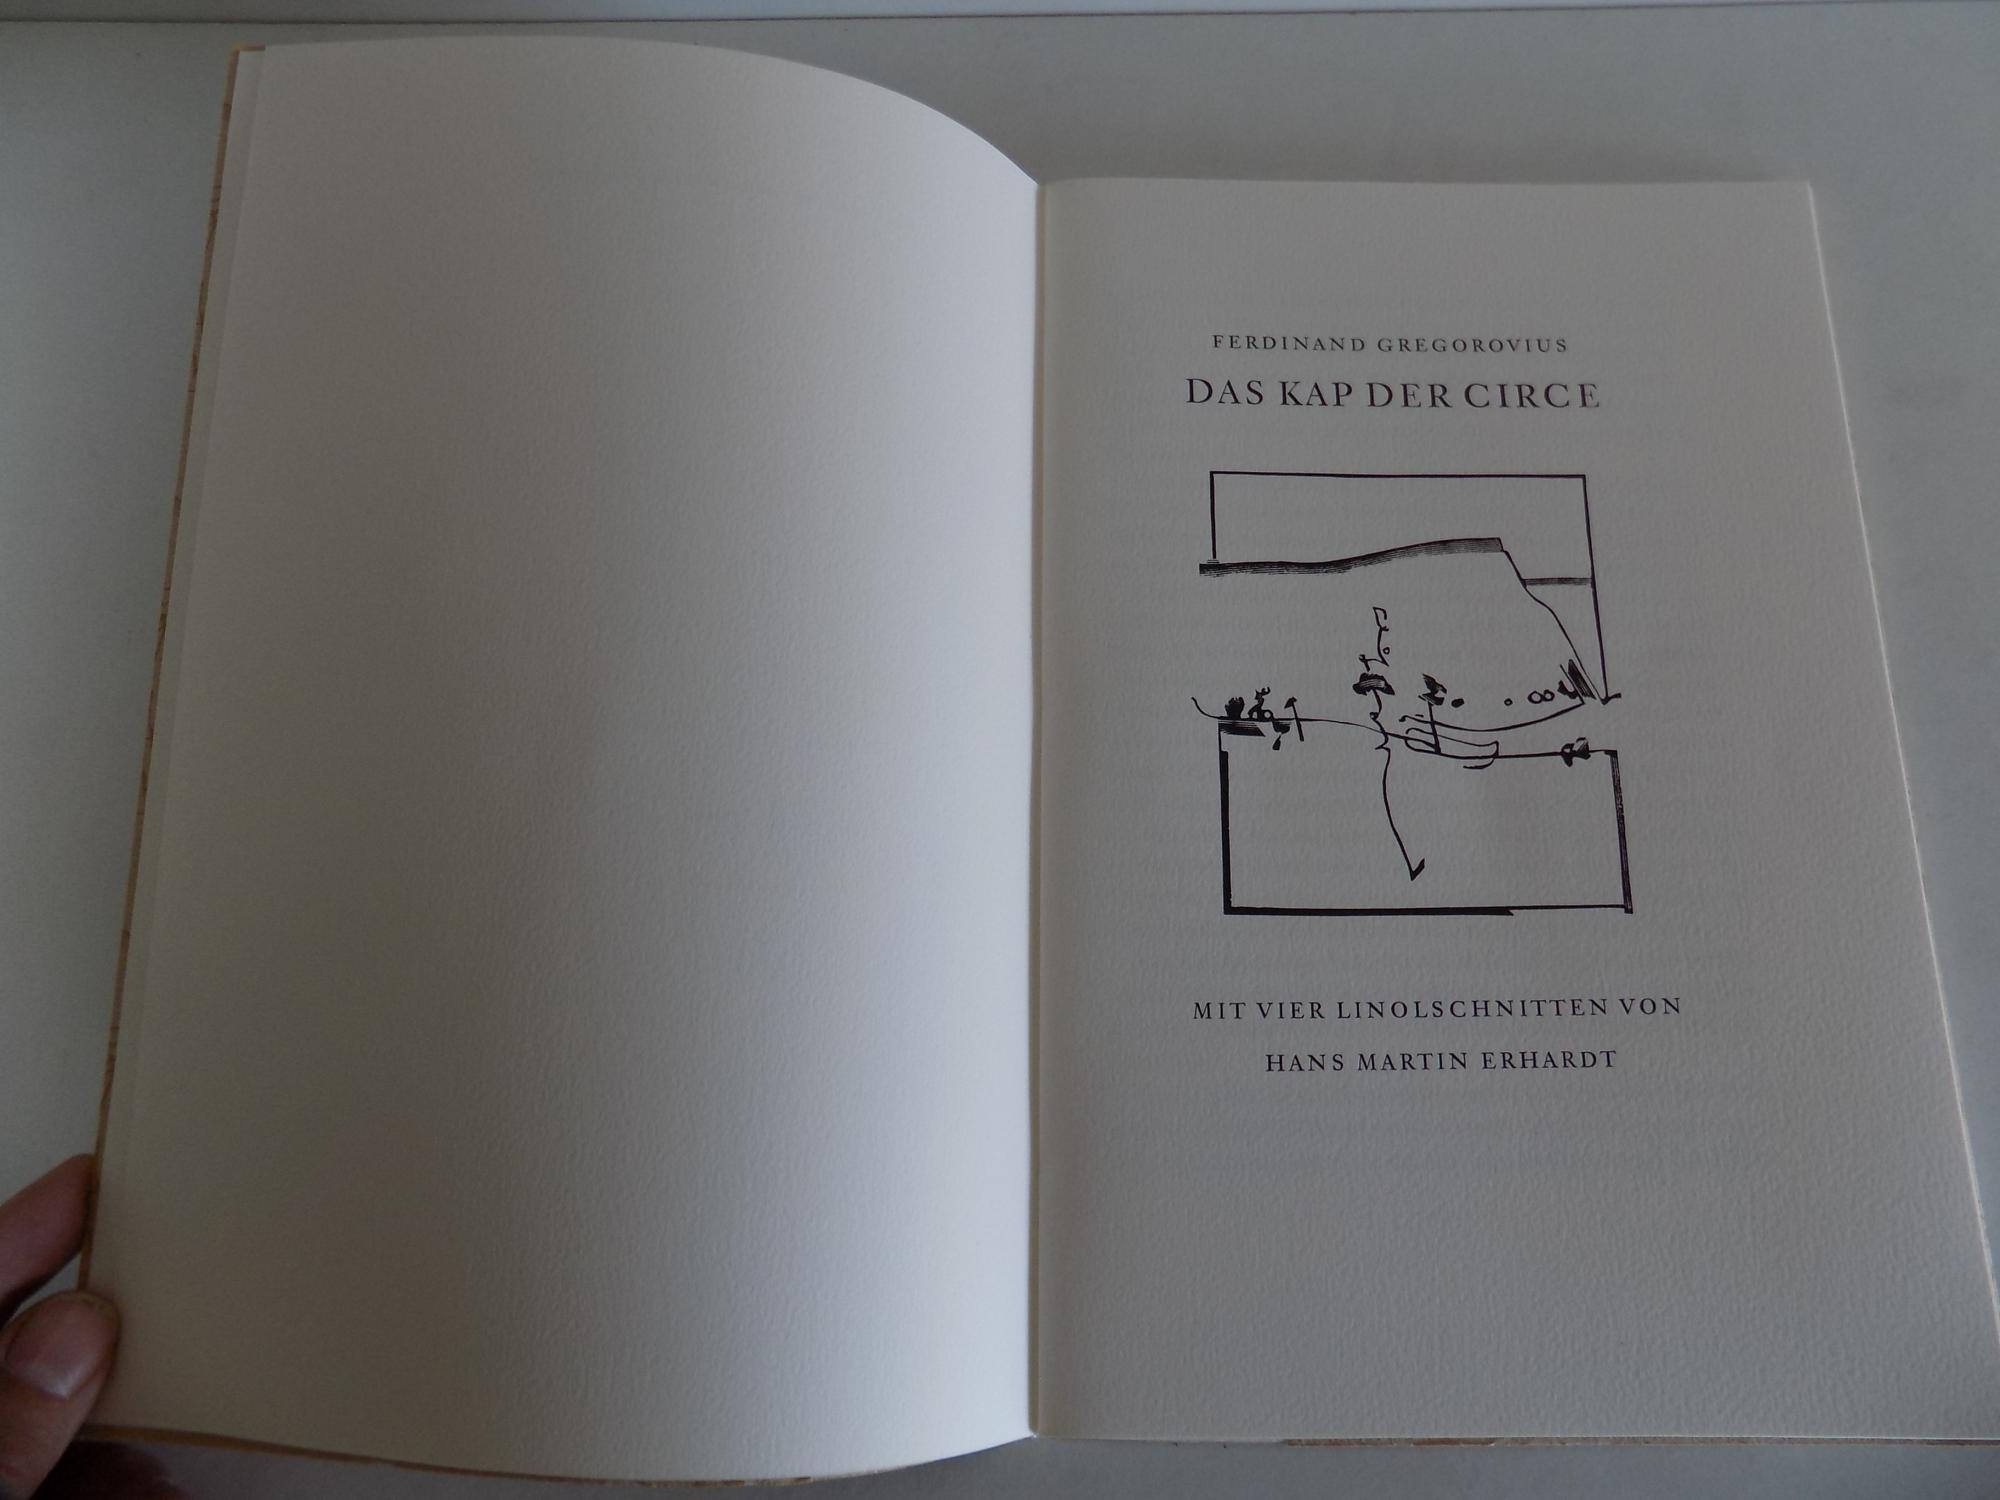 FERDINAND GREGOROVIUS
DAS KAP DER CIRCE
MIT VIER LINOLSCHNITTEN VON
HANS MARTIN ERHARDT